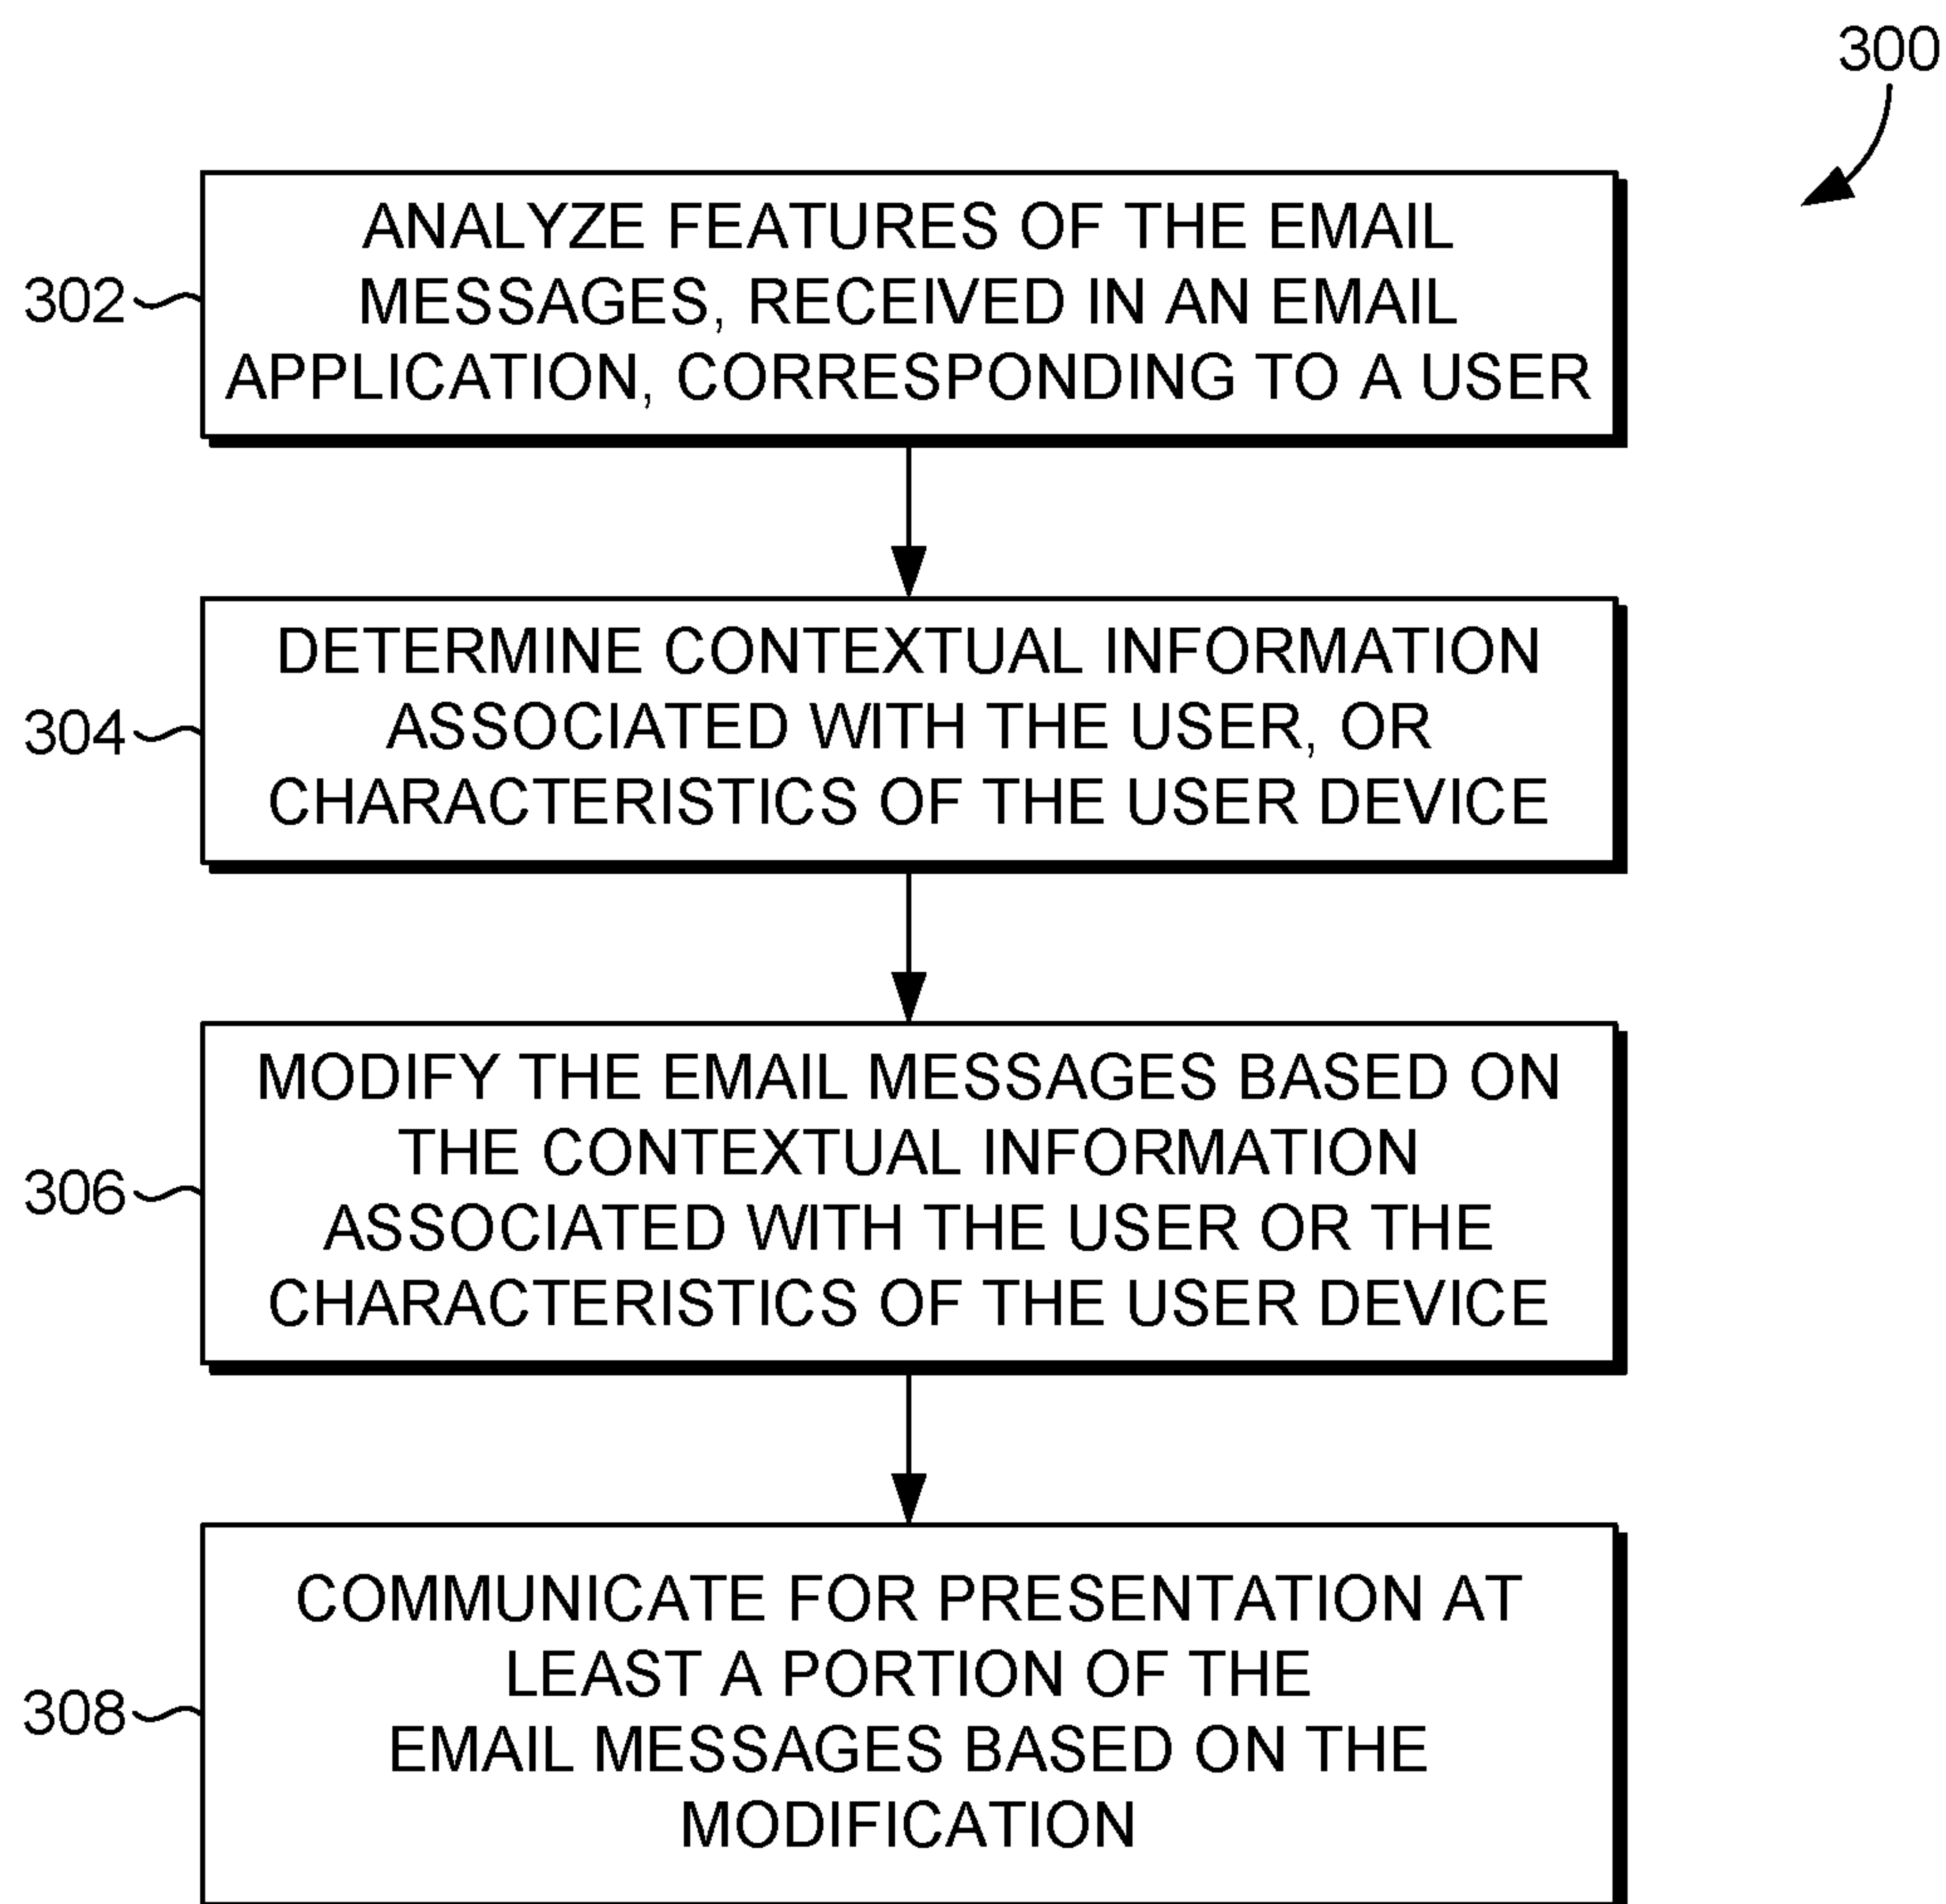 300
302
ANALYZE FEATURES OF THE EMAIL
MESSAGES, RECEIVED IN AN EMAIL
APPLICATION, CORRESPONDING TO A USER
304
DETERMINE CONTEXTUAL INFORMATION
ASSOCIATED WITH THE USER, OR
CHARACTERISTICS OF THE USER DEVICE
306
MODIFY THE EMAIL MESSAGES BASED ON
THE CONTEXTUAL INFORMATION
ASSOCIATED WITH THE USER OR THE
CHARACTERISTICS OF THE USER DEVICE
308
COMMUNICATE FOR PRESENTATION AT
LEAST A PORTION OF THE
EMAIL MESSAGES BASED ON THE
MODIFICATION